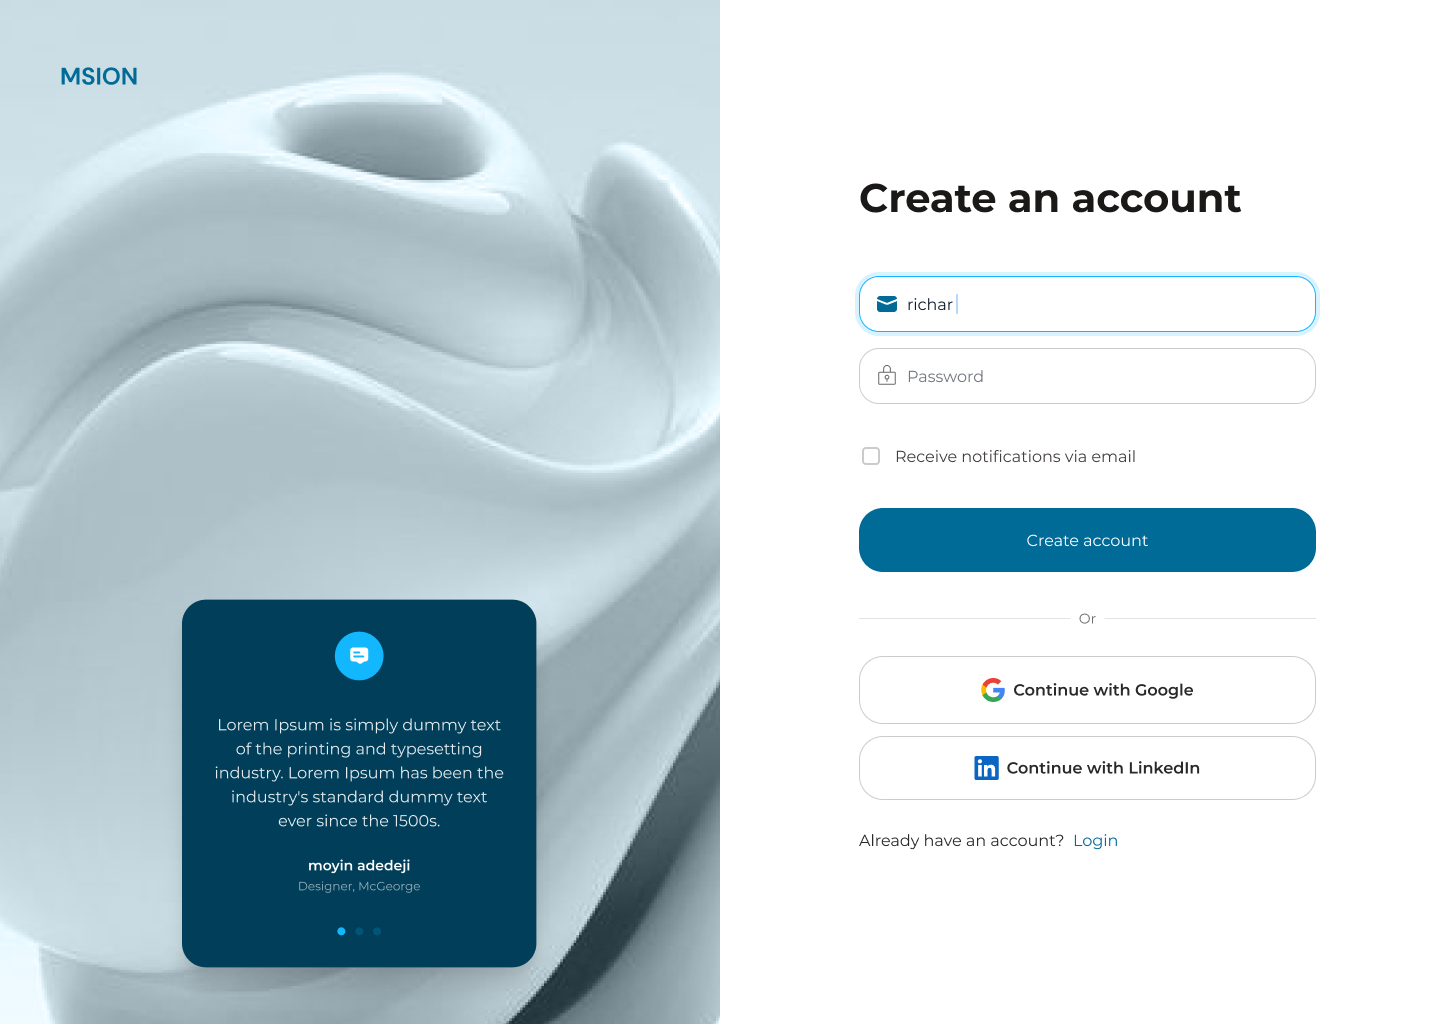 MSION
Lorem Ipsum is simply dummy text
of the printing and typesetting
industry. Lorem Ipsum has been the
industry's standard dummy text
ever since the 1500s.
moyin adedeji
Designer, McGeorge
Create an account
richar
Password
Receive notifications via email
Create account
Or
Continue with Google
Continue with LinkedIn
Already have an account? Login